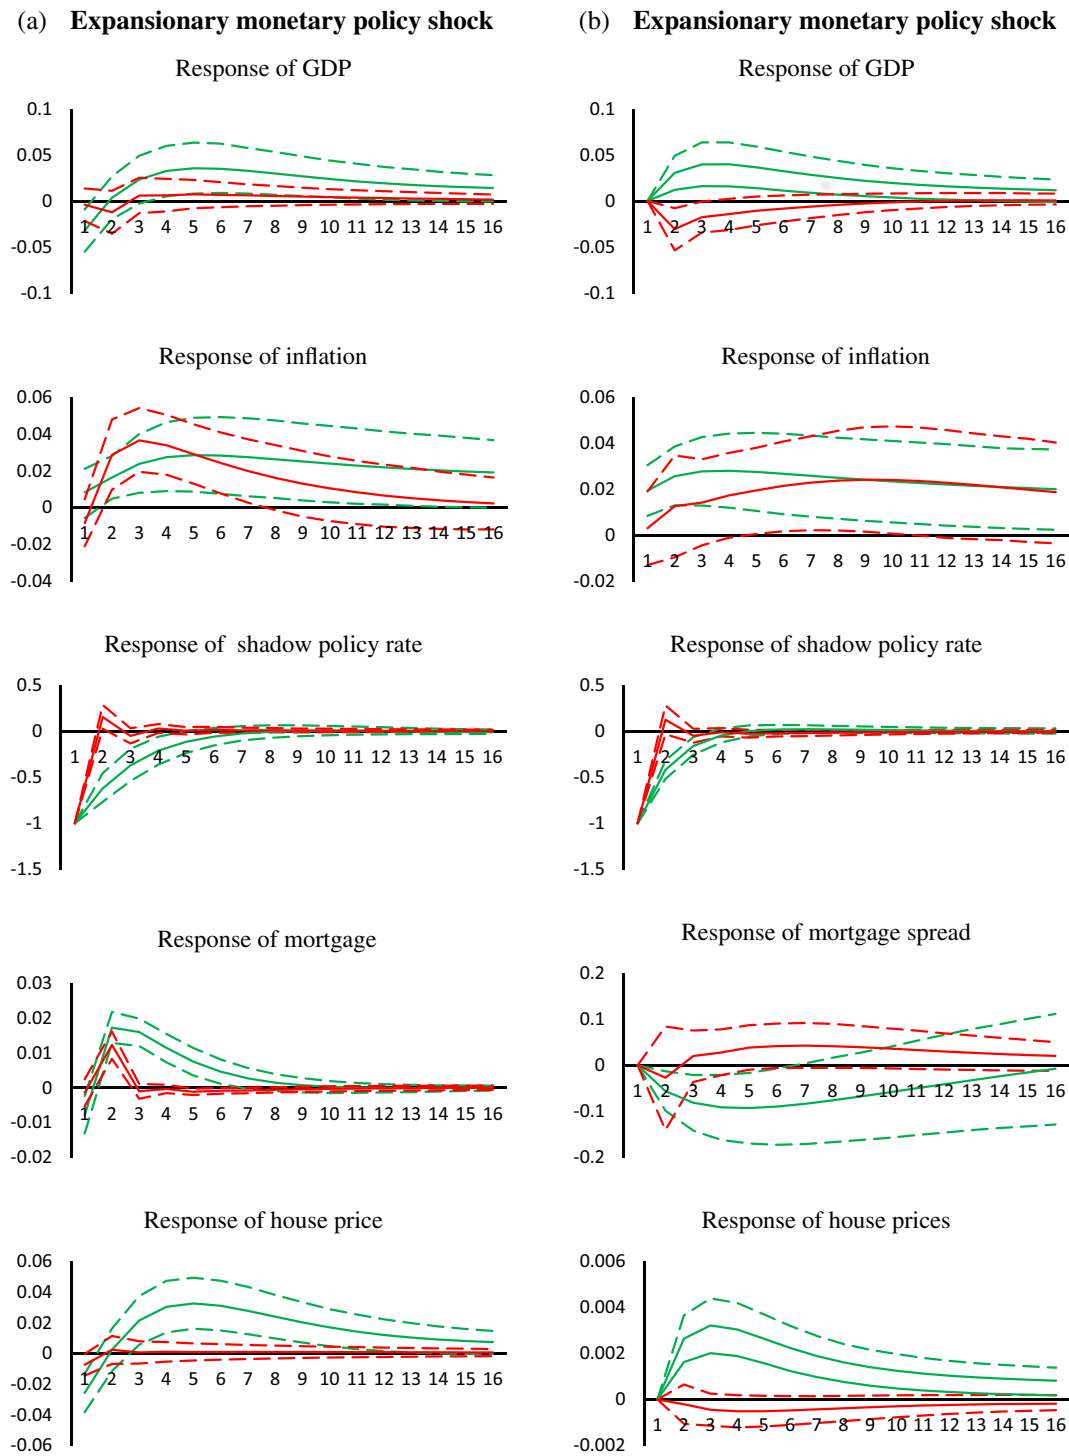 (a) Expansionary monetary policy shock
Response of GDP
0.1
0.05
0
-0.05
-0.1
1 2 3 4 5 6 7 8 9 10 11 12 13 14 15 16
Response of inflation
0.06
0.04
0.02
0
-0.02
-0.04
1 2 3 4 5 6 7 8 9 10 11 12 13 14 15 16
Response of shadow policy rate
0.5
0
-0.5
-1
-1.5
1 2 3 4 5 6 7 8 9 10 11 12 13 14 15 16
Response of mortgage
0.03
0.02
0.01
0
-0.01
-0.02
1 2 3 4 5 6 7 8 9 10 11 12 13 14 15 16
Response of house price
0.06
0.04
0.02
0
-0.02
-0.04
-0.06
1 2 3 4 5 6 7 8 9 10 11 12 13 14 15 16
(b) Expansionary monetary policy shock
Response of GDP
0.1
0.05
0
-0.05
-0.1
1 2 3 4 5 6 7 8 9 10 11 12 13 14 15 16
Response of inflation
0.06
0.04
0.02
0
-0.02
1 2 3 4 5 6 7 8 9 10 11 12 13 14 15 16
Response of shadow policy rate
0.5
0
-0.5
-1
-1.5
1 2 3 4 5 6 7 8 9 10 11 12 13 14 15 16
Response of mortgage spread
0.2
0.1
0
-0.1
-0.2
1 2 3 4 5 6 7 8 9 10 11 12 13 14 15 16
Response of house prices
0.006
0.004
0.002
0
-0.002
1 2 3 4 5 6 7 8 9 10 11 12 13 14 15 16